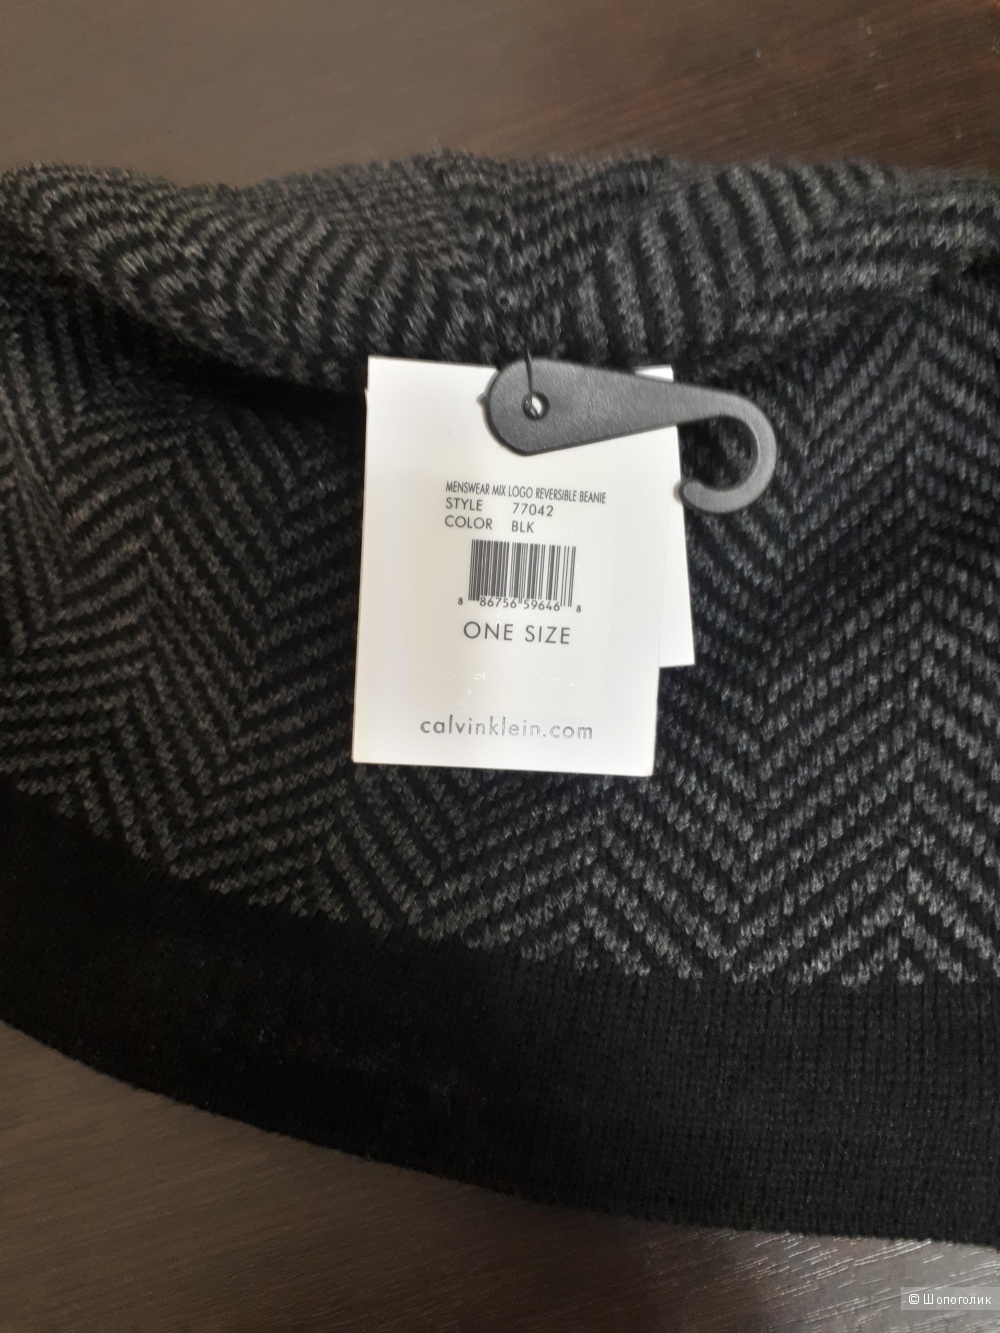 MENSWEAR MIX LOGO REVERSIBLE BEANIE
STYLE 77042
COLOR BLK
8 86756 59646 8
ONE SIZE
calvinklein.com
© Шопоголик